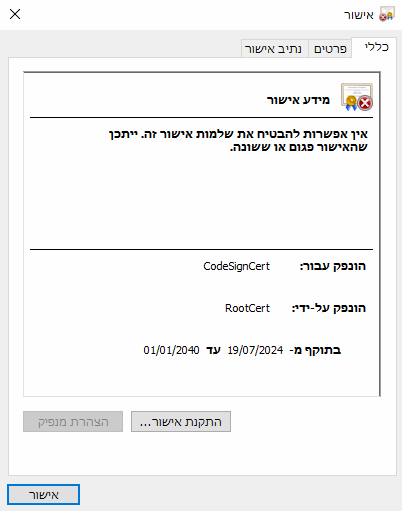 אישור
כללי
פרטים
נתיב אישור
מידע אישור
אין אפשרות להבטיח את שלמות אישור זה. ייתכן
שהאישור פגום או ששונה.
הונפק עבור: CodeSignCert
הונפק על-ידי: RootCert
בתוקף מ- 19/07/2024 עד 01/01/2040
התקנת אישור...
הצהרת מנפיק
אישור